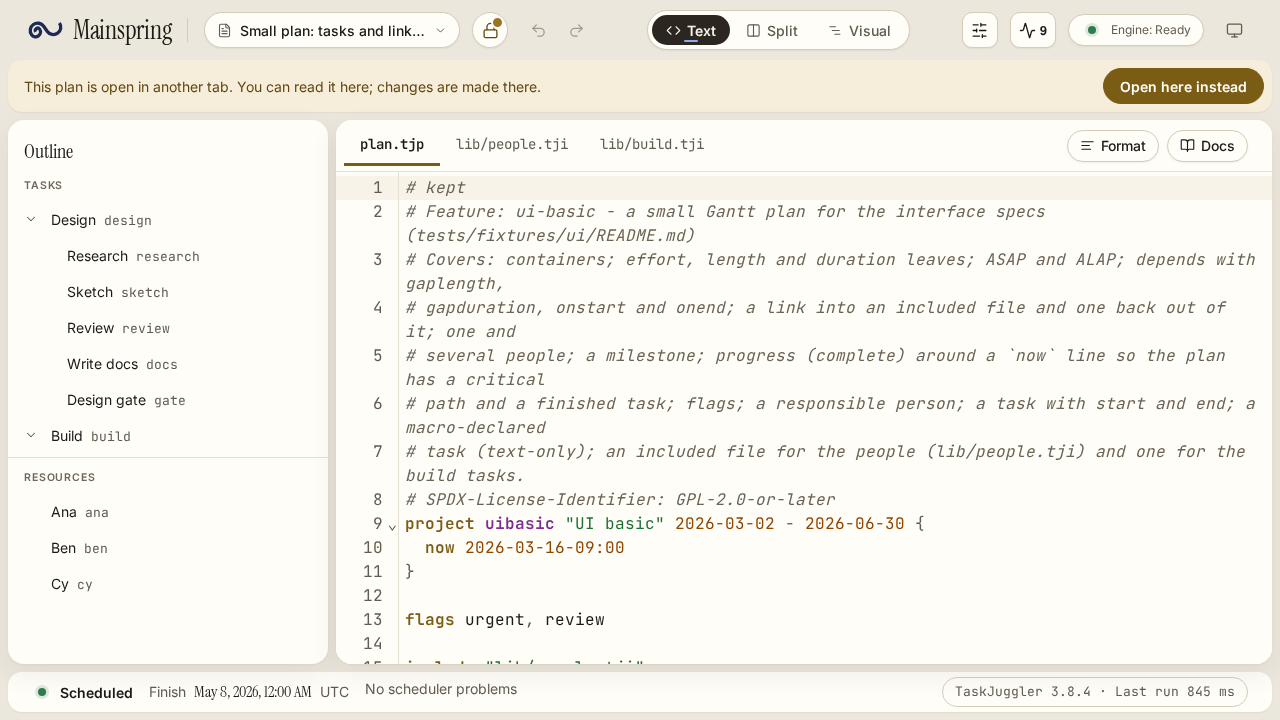 Mainspring
Small plan: tasks and link...
Text
Split
Visual
9
Engine: Ready
This plan is open in another tab. You can read it here; changes are made there.
Open here instead
Outline
TASKS
Design design
Research research
Sketch sketch
Review review
Write docs docs
Design gate gate
Build build
RESOURCES
Ana ana
Ben ben
Cy cy
plan.tjp
lib/people.tji
lib/build.tji
Format
Docs
1 # kept
2 # Feature: ui-basic - a small Gantt plan for the interface specs
(tests/fixtures/ui/README.md)
3 # Covers: containers; effort, length and duration leaves; ASAP and ALAP; depends with
gaplength,
4 # gapduration, onstart and onend; a link into an included file and one back out of
it; one and
5 # several people; a milestone; progress (complete) around a `now` line so the plan
has a critical
6 # path and a finished task; flags; a responsible person; a task with start and end; a
macro-declared
7 # task (text-only); an included file for the people (lib/people.tji) and one for the
build tasks.
8 # SPDX-License-Identifier: GPL-2.0-or-later
9 project uibasic "UI basic" 2026-03-02 - 2026-06-30 {
10 now 2026-03-16-09:00
11 }
12
13 flags urgent, review
14
Scheduled
Finish May 8, 2026, 12:00 AM UTC
No scheduler problems
TaskJuggler 3.8.4 · Last run 845 ms